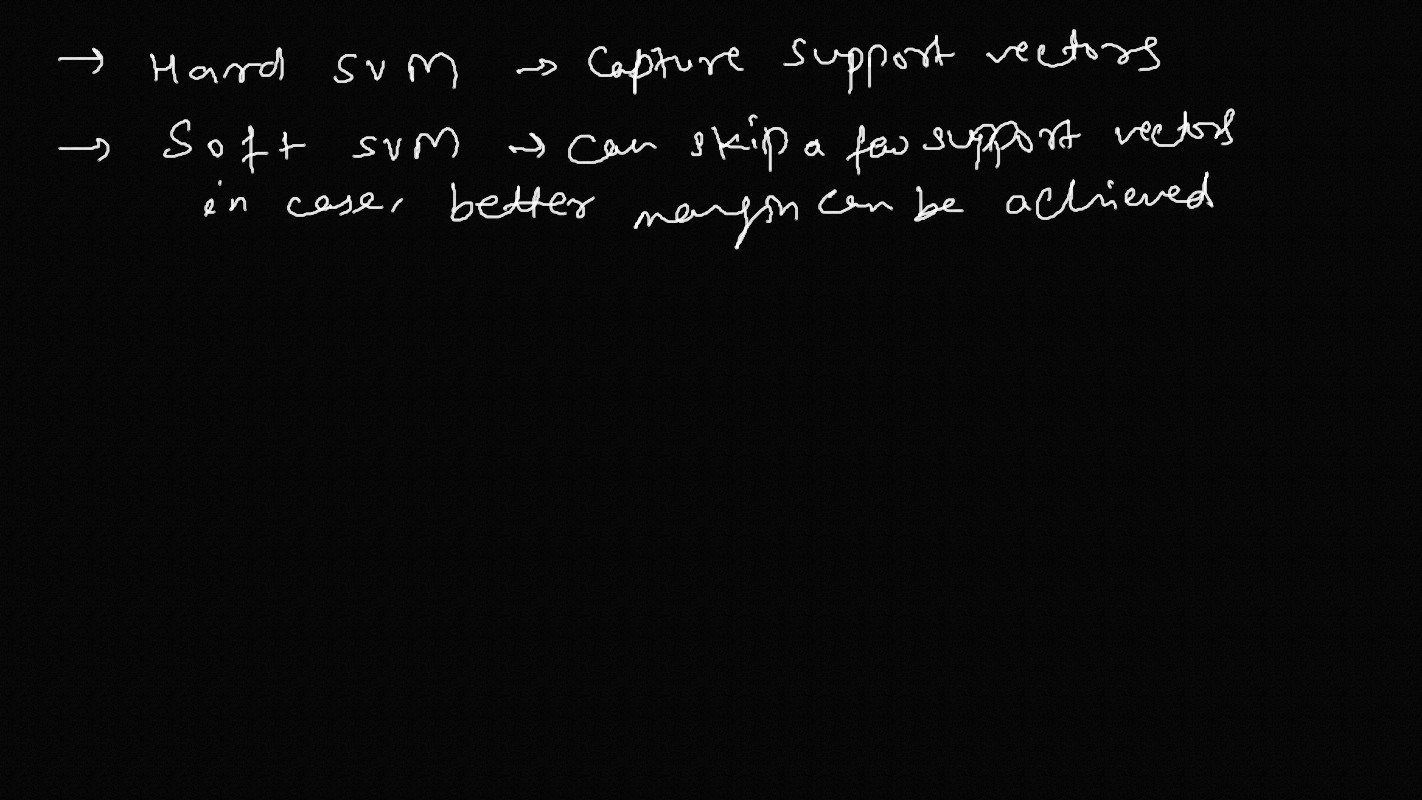 → Hard SVM → Capture support vectors
→ Soft SVM → Can skip a few support vectors
in case, better margin can be achieved